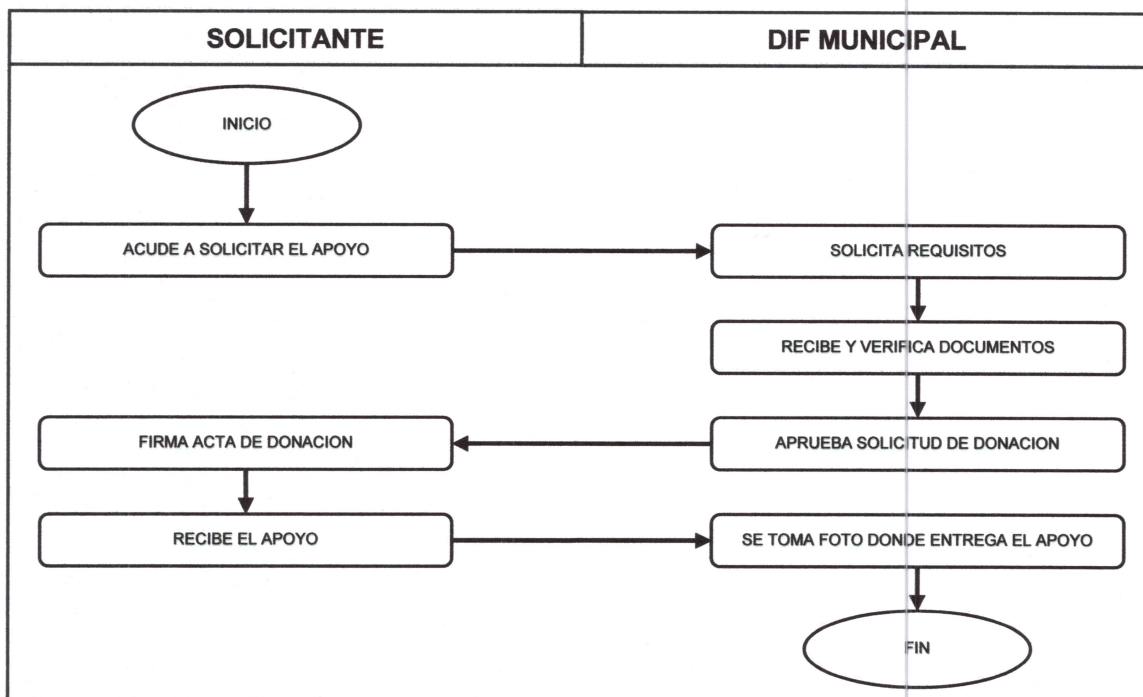 SOLICITANTE
DIF MUNICIPAL
INICIO
ACUDE A SOLICITAR EL APOYO
SOLICITA REQUISITOS
RECIBE Y VERIFICA DOCUMENTOS
APRUEBA SOLICITUD DE DONACION
FIRMA ACTA DE DONACION
RECIBE EL APOYO
SE TOMA FOTO DONDE ENTREGA EL APOYO
FIN